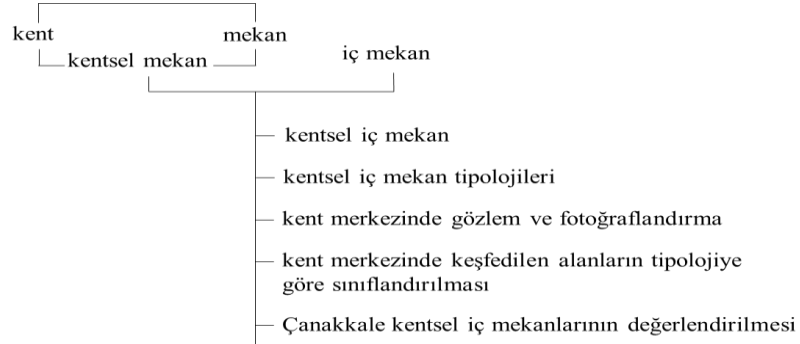 kent mekan
kentsel mekan iç mekan
kentsel iç mekan
kentsel iç mekan tipolojileri
kent merkezinde gözlem ve fotoğraflandırma
kent merkezinde keşfedilen alanların tipolojiye
göre sınıflandırılması
Çanakkale kentsel iç mekanlarının değerlendirilmesi